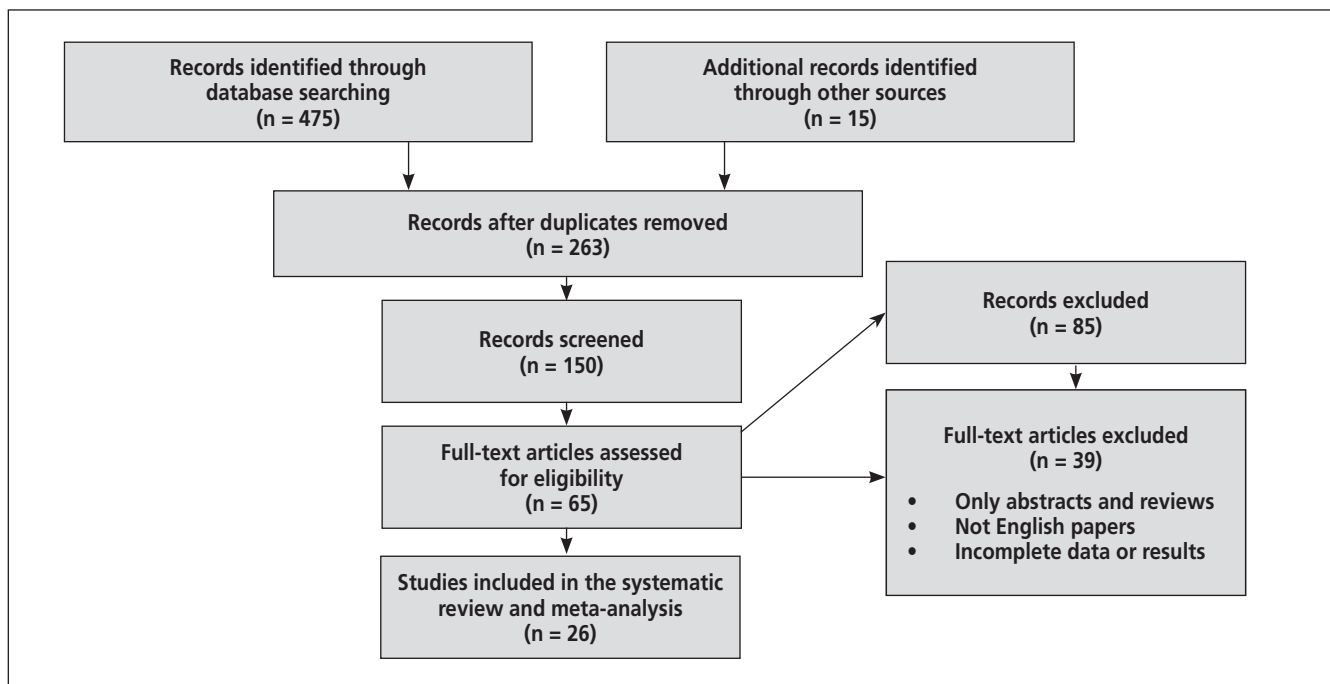 Records identified through
database searching
(n = 475)
Additional records identified
through other sources
(n = 15)
Records after duplicates removed
(n = 263)
Records screened
(n = 150)
Records excluded
(n = 85)
Full-text articles assessed
for eligibility
(n = 65)
Full-text articles excluded
(n = 39)
• Only abstracts and reviews
• Not English papers
• Incomplete data or results
Studies included in the systematic
review and meta-analysis
(n = 26)